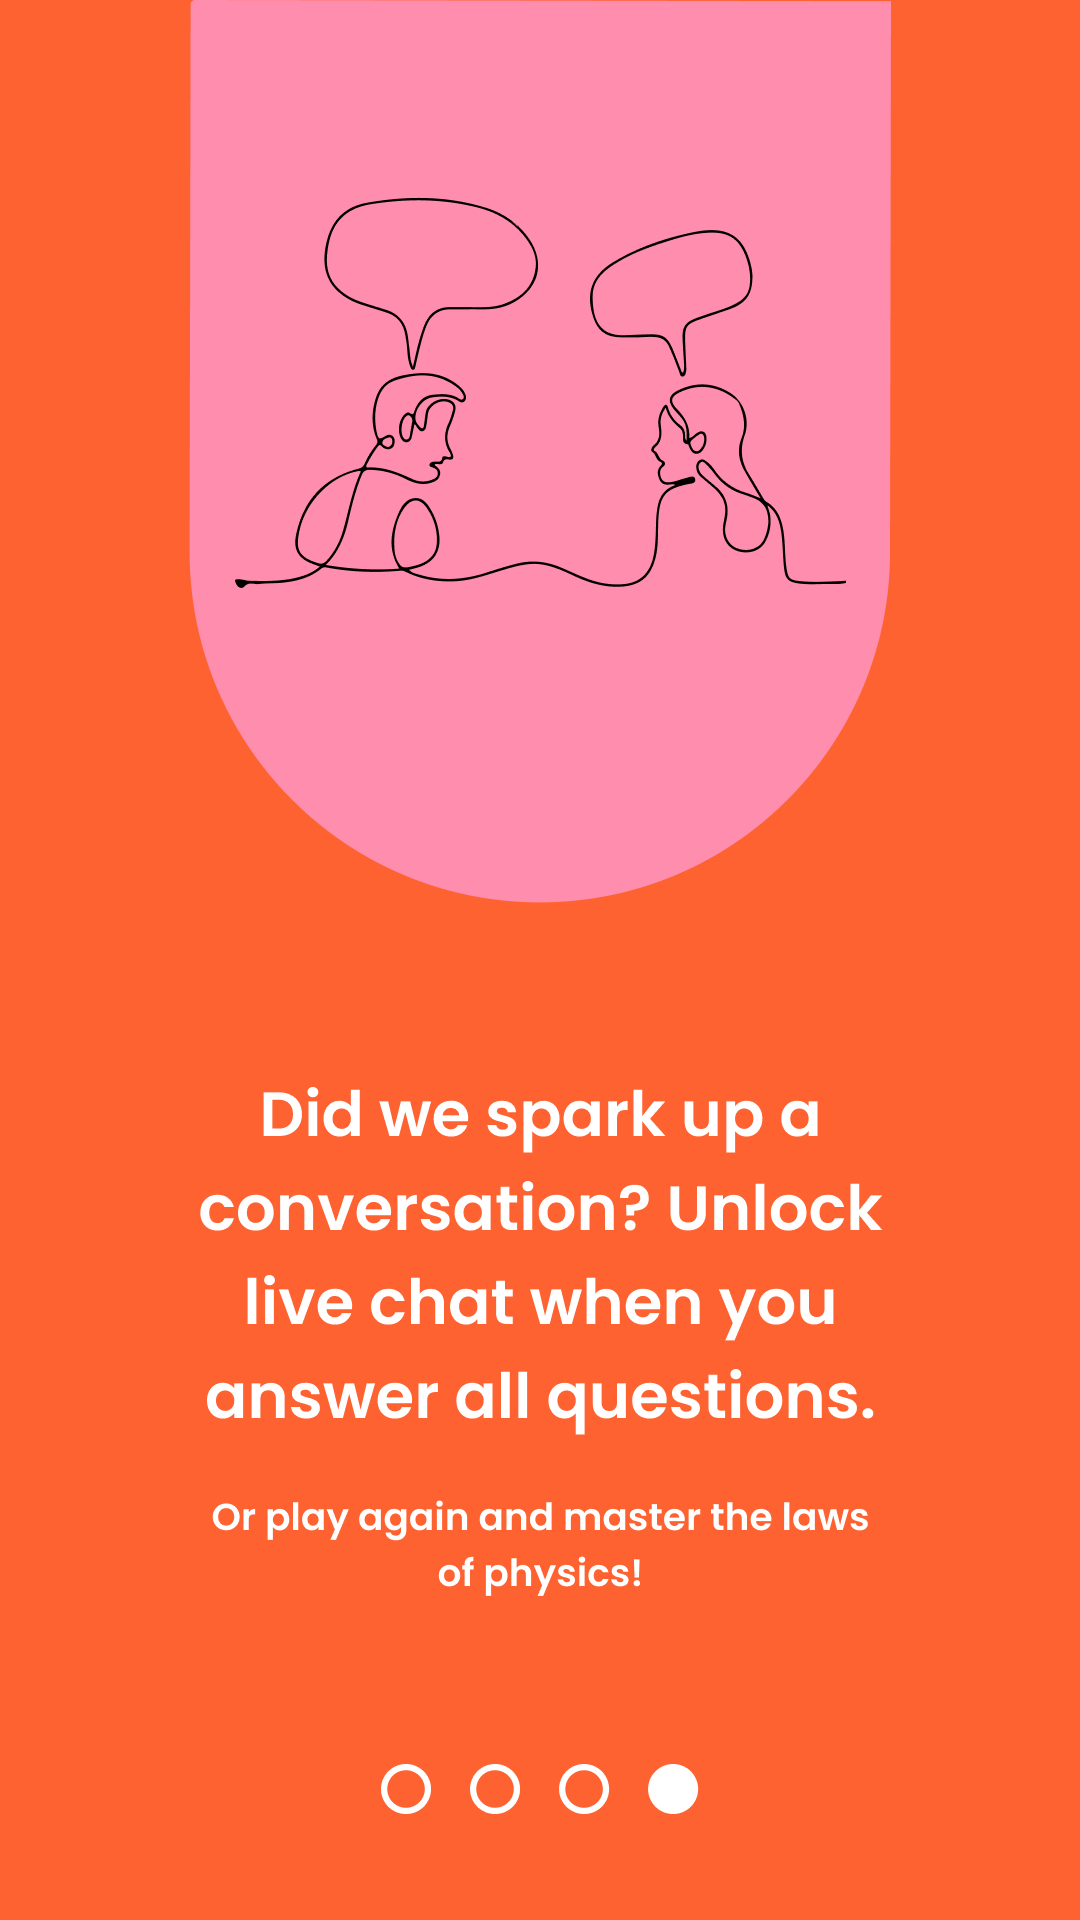 Did we spark up a
conversation? Unlock
live chat when you
answer all questions.
Or play again and master the laws
of physics!